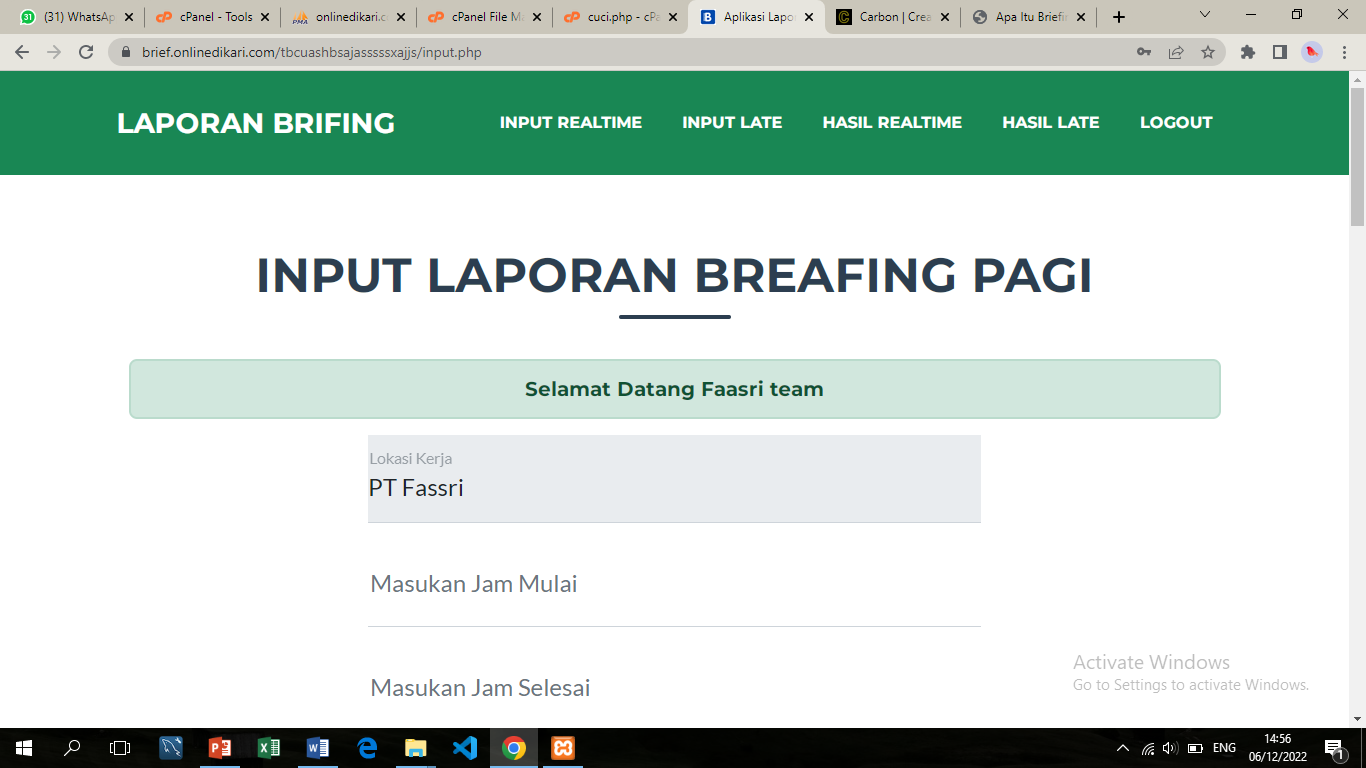 (31) WhatsAp
cPanel - Tools
onlinedikari.c
cPanel File M
cuci.php - cPa
Aplikasi Lapo
Carbon | Crea
Apa Itu Briefi
brief.onlinedikari.com/tbcuashbsajasssssxajjs/input.php
LAPORAN BRIFING
INPUT REALTIME
INPUT LATE
HASIL REALTIME
HASIL LATE
LOGOUT
INPUT LAPORAN BREAFING PAGI
Selamat Datang Faasri team
Lokasi Kerja
PT Fassri
Masukan Jam Mulai
Masukan Jam Selesai
Activate Windows
Go to Settings to activate Windows.
ENG
14:56
06/12/2022
1